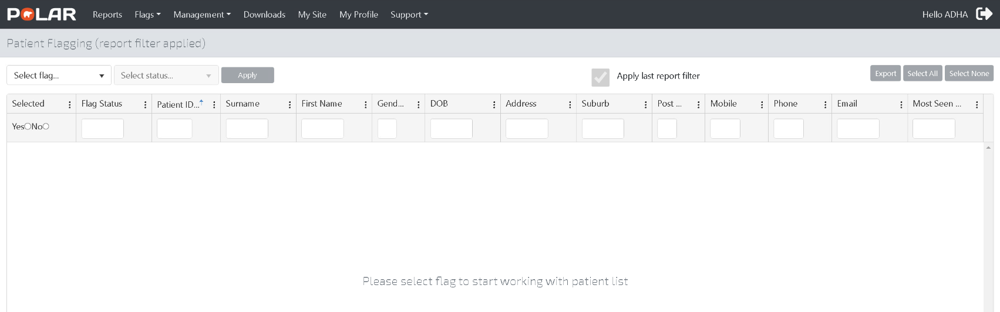 POLAR Reports Flags Management Downloads My Site My Profile Support Hello ADHA
Patient Flagging (report filter applied)
Select flag... Select status... Apply Apply last report filter Export Select All Select None
Selected Flag Status Patient ID... Surname First Name Gend... DOB Address Suburb Post ... Mobile Phone Email Most Seen ...
Yes No
Please select flag to start working with patient list